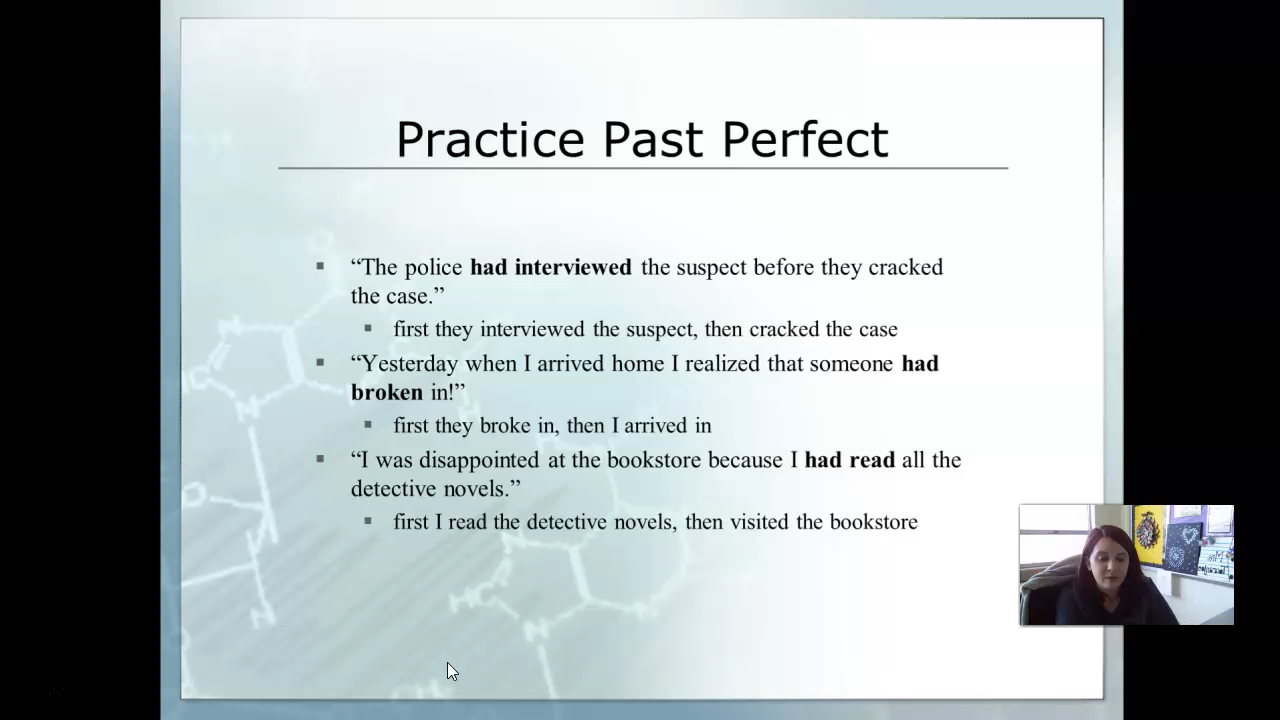 Practice Past Perfect
“The police had interviewed the suspect before they cracked
the case.”
first they interviewed the suspect, then cracked the case
“Yesterday when I arrived home I realized that someone had
broken in!”
first they broke in, then I arrived in
“I was disappointed at the bookstore because I had read all the
detective novels.”
first I read the detective novels, then visited the bookstore
HC
N